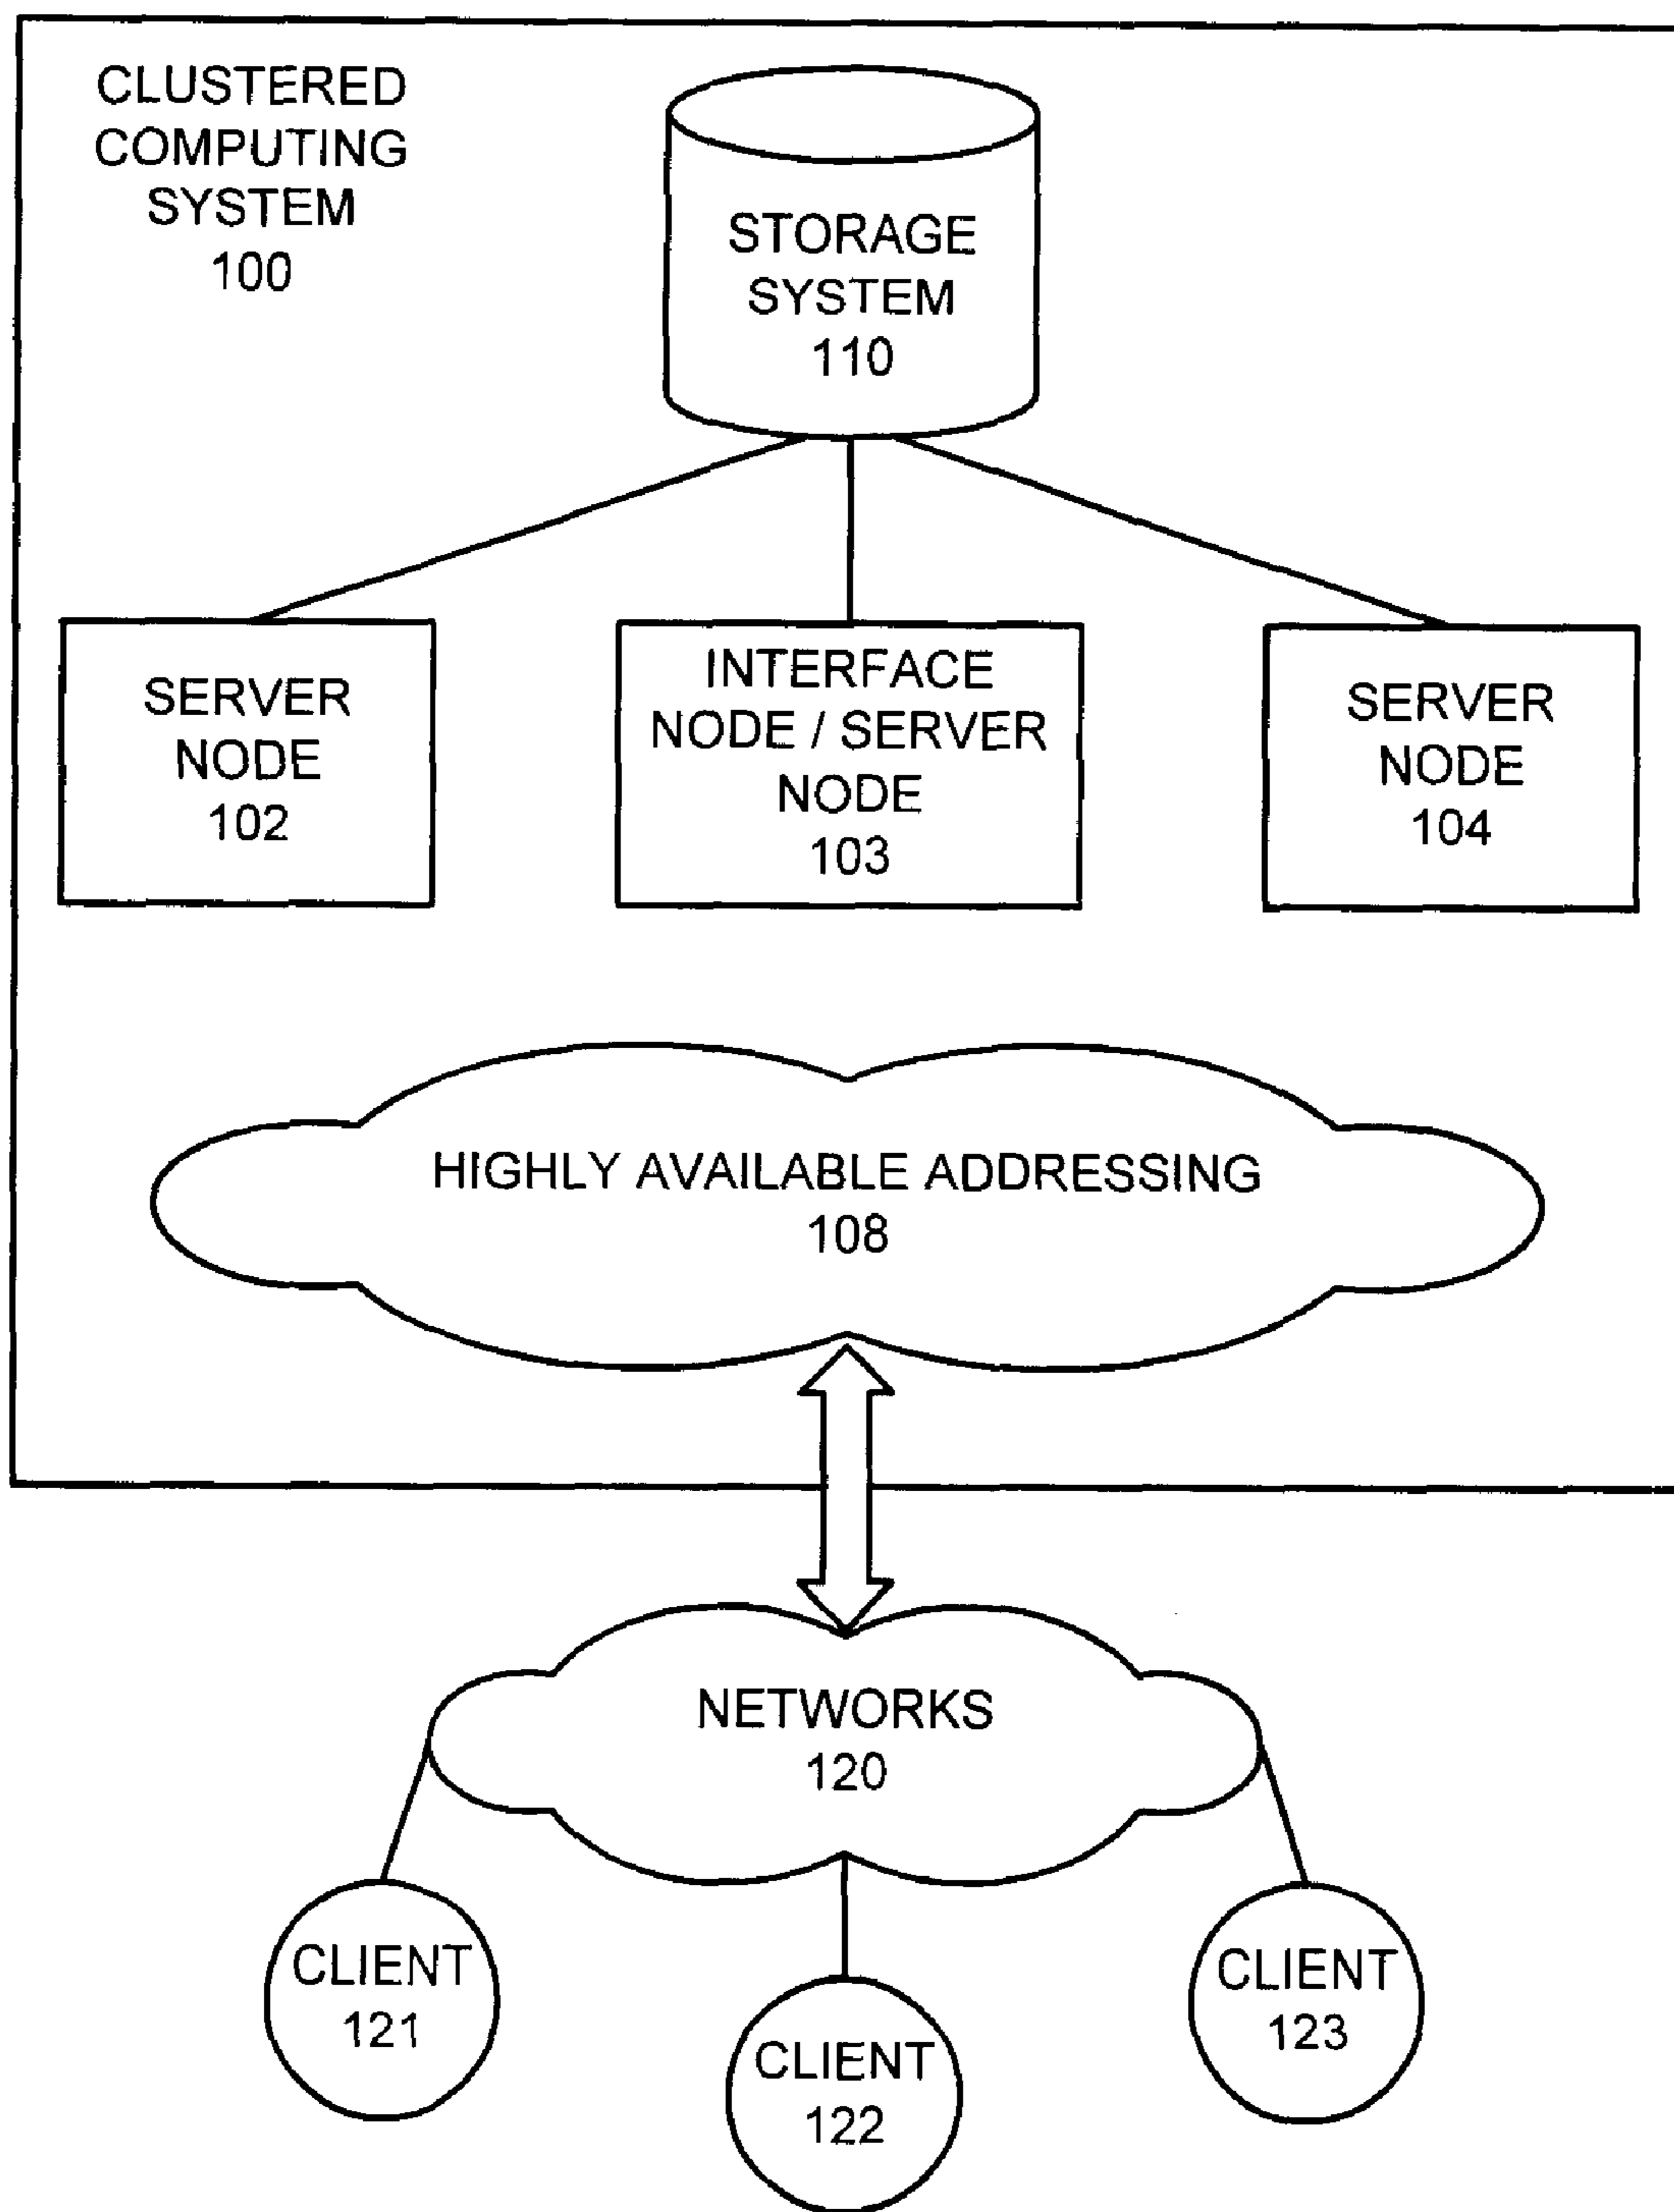 CLUSTERED
COMPUTING
SYSTEM
100
STORAGE
SYSTEM
110
SERVER
NODE
102
INTERFACE
NODE / SERVER
NODE
103
SERVER
NODE
104
HIGHLY AVAILABLE ADDRESSING
108
NETWORKS
120
CLIENT
121
CLIENT
122
CLIENT
123